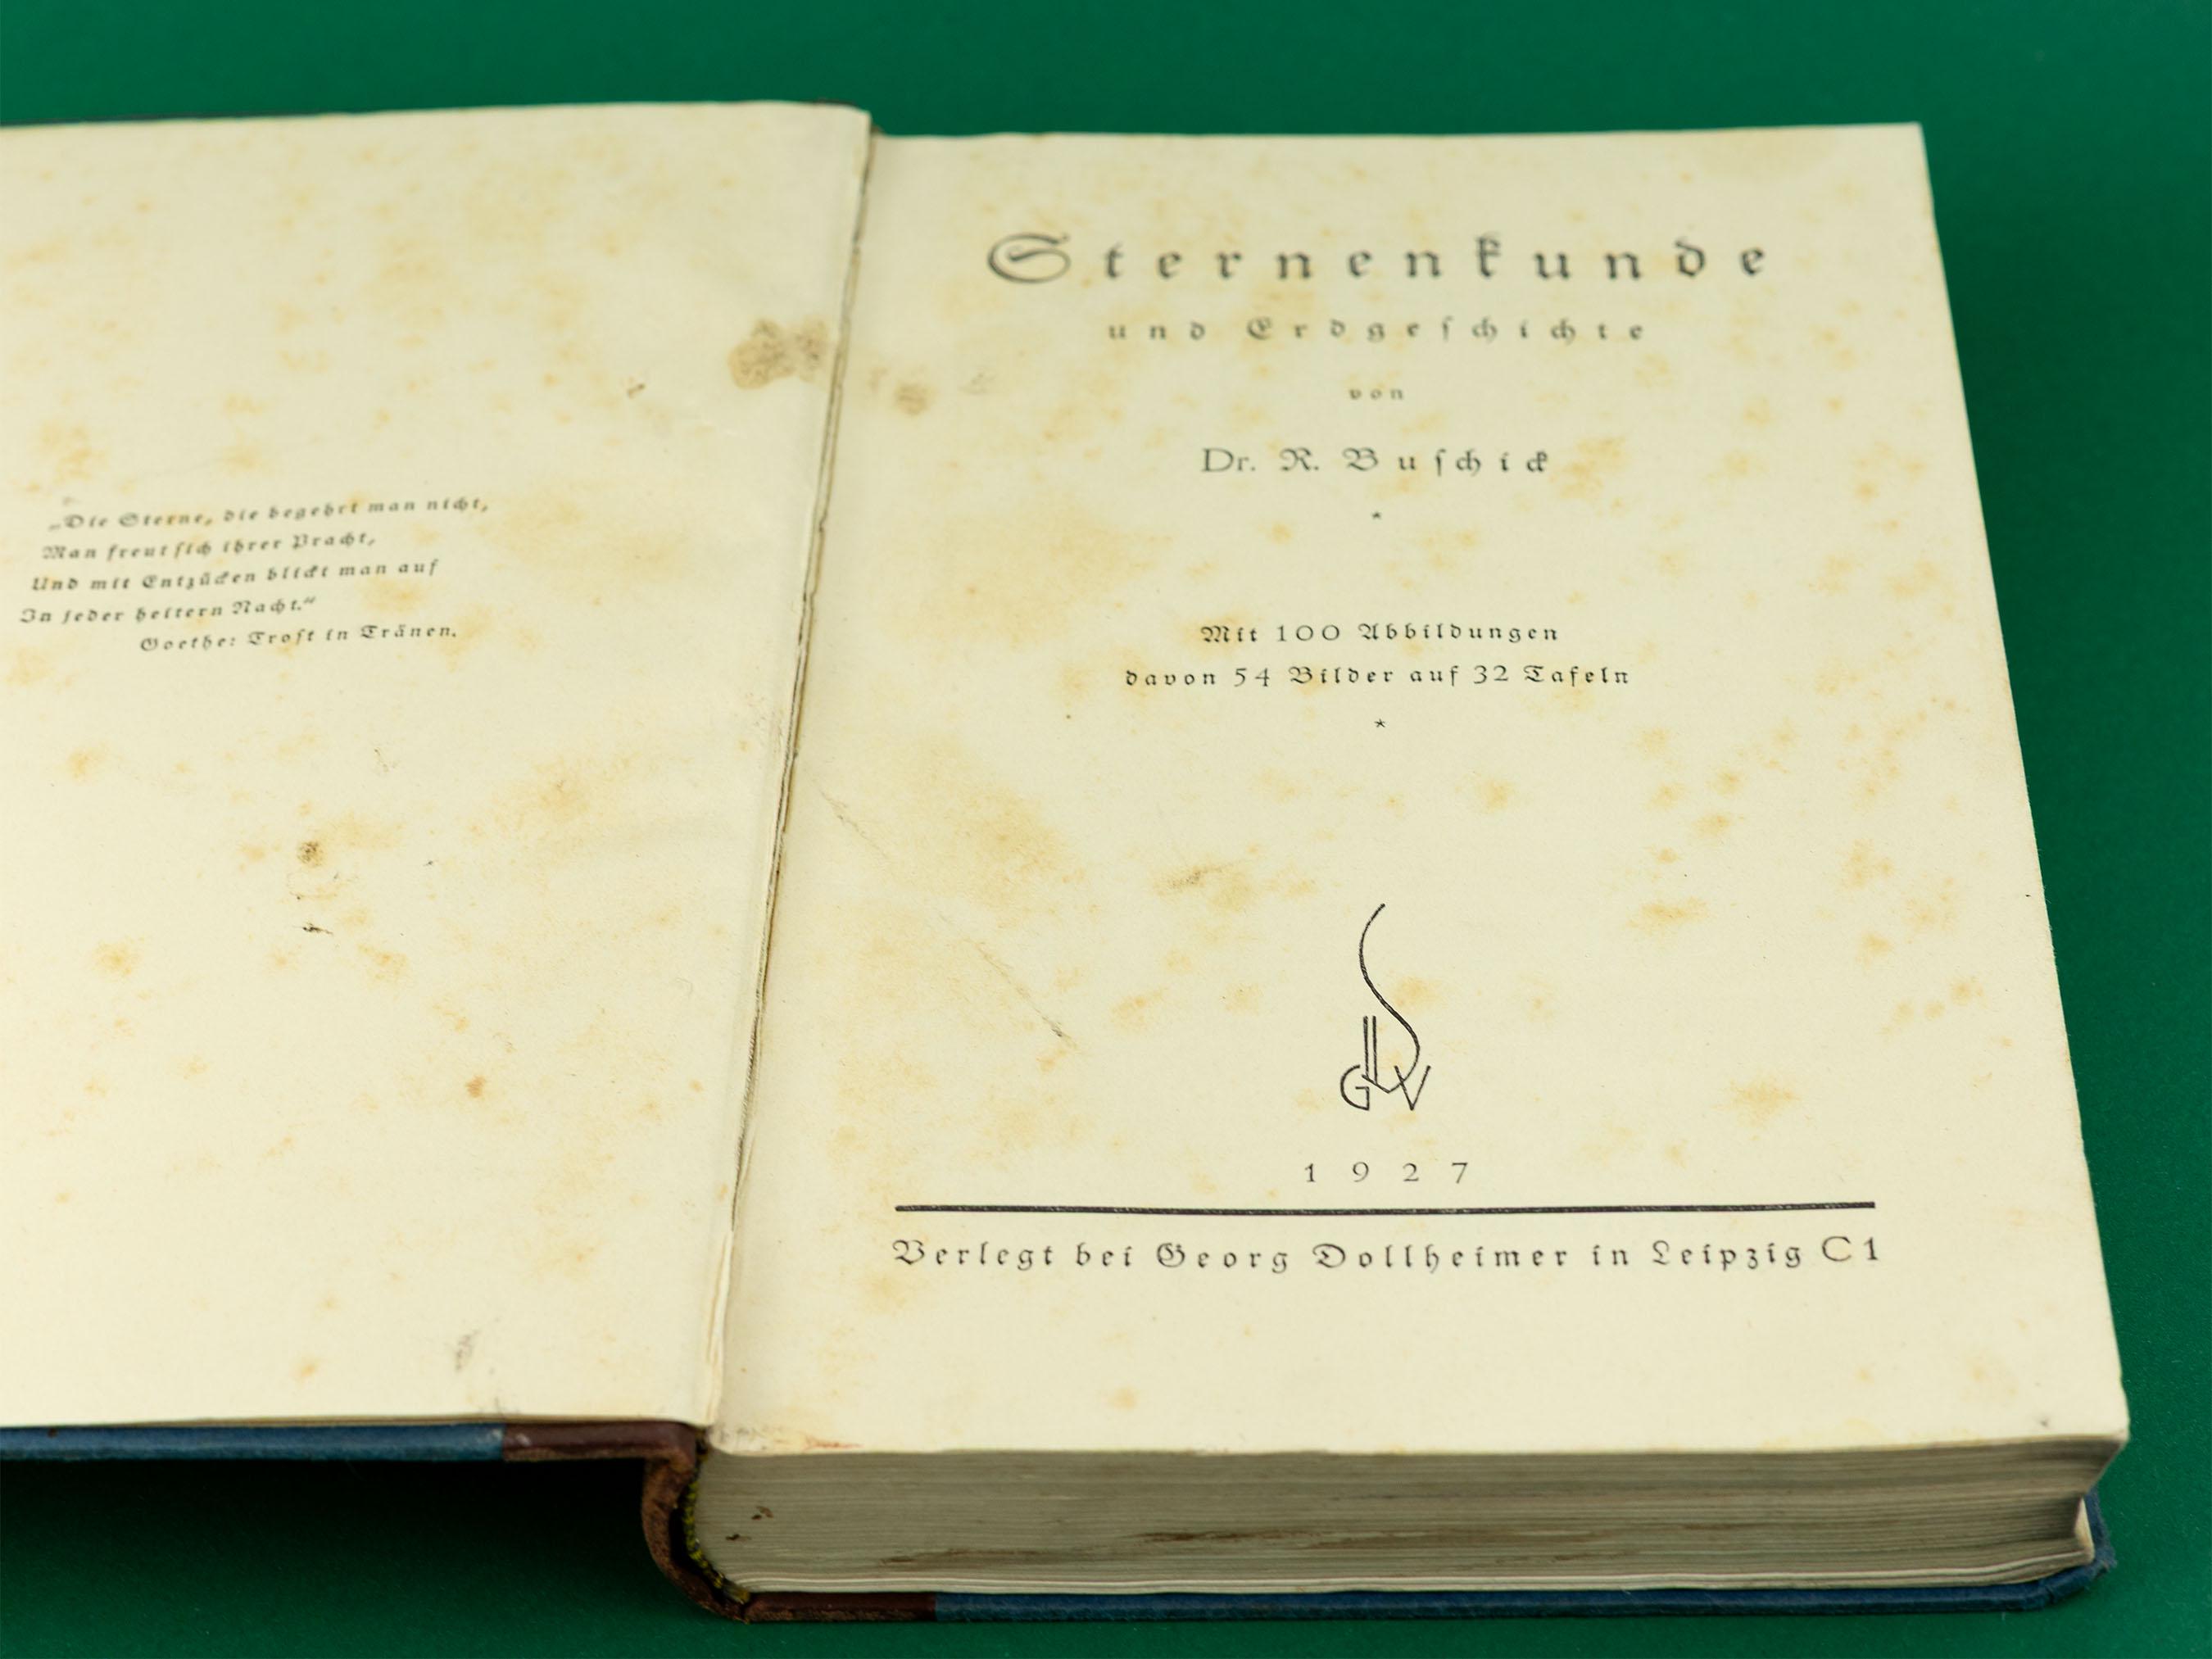 „Die Sterne, die begehrt man nicht,
Man freut sich ihrer Pracht,
Und mit Entzücken blickt man auf
In jeder heitern Nacht.“
Goethe: Trost in Tränen.
Sternenkunde
und Erdgeschichte
von
Dr. R. Buschick
*
Mit 100 Abbildungen
davon 54 Bilder auf 32 Tafeln
*
GDV
1927
Verlegt bei Georg Dollheimer in Leipzig C1